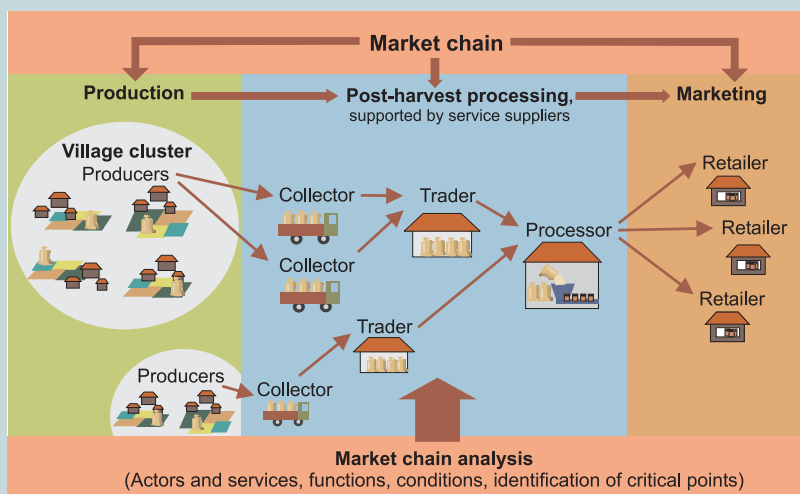 Market chain
Production
Post-harvest processing,
supported by service suppliers
Marketing
Village cluster
Producers
Collector
Collector
Trader
Processor
Retailer
Retailer
Retailer
Trader
Producers
Collector
Market chain analysis
(Actors and services, functions, conditions, identification of critical points)